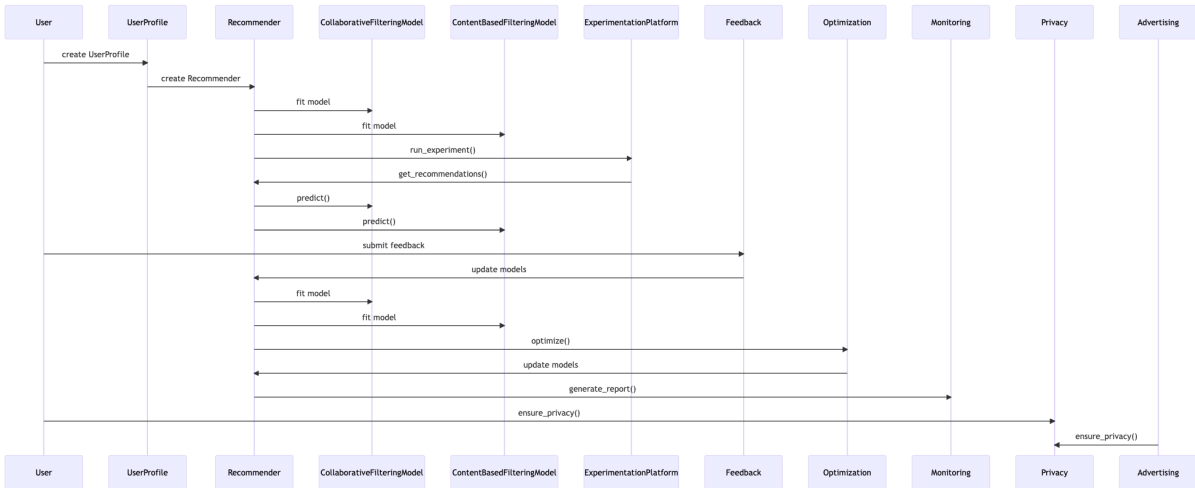 User UserProfile Recommender CollaborativeFilteringModel ContentBasedFilteringModel ExperimentationPlatform Feedback Optimization Monitoring Privacy Advertising
create UserProfile
create Recommender
fit model
fit model
run_experiment()
get_recommendations()
predict()
predict()
submit feedback
update models
fit model
fit model
optimize()
update models
generate_report()
ensure_privacy()
ensure_privacy()
User UserProfile Recommender CollaborativeFilteringModel ContentBasedFilteringModel ExperimentationPlatform Feedback Optimization Monitoring Privacy Advertising